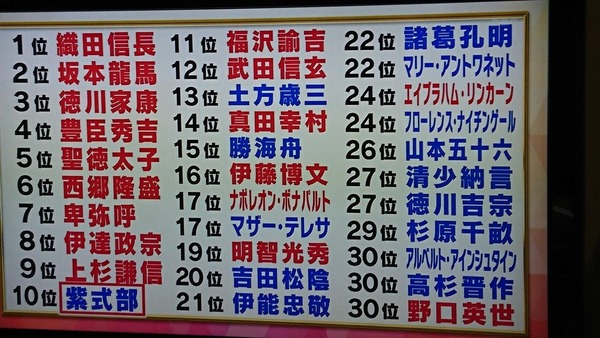 1位 織田信長
2位 坂本龍馬
3位 徳川家康
4位 豊臣秀吉
5位 聖徳太子
6位 西郷隆盛
7位 卑弥呼
8位 伊達政宗
9位 上杉謙信
10位 紫式部
11位 福沢諭吉
12位 武田信玄
13位 土方歳三
14位 真田幸村
15位 勝海舟
16位 伊藤博文
17位 ナポレオン・ボナパルト
17位 マザー・テレサ
19位 明智光秀
20位 吉田松陰
21位 伊能忠敬
22位 諸葛孔明
22位 マリー・アントワネット
24位 エイブラハム・リンカーン
24位 フローレンス・ナイチンゲール
26位 山本五十六
27位 清少納言
27位 徳川吉宗
29位 杉原千畝
30位 アルベルト・アインシュタイン
30位 高杉晋作
30位 野口英世